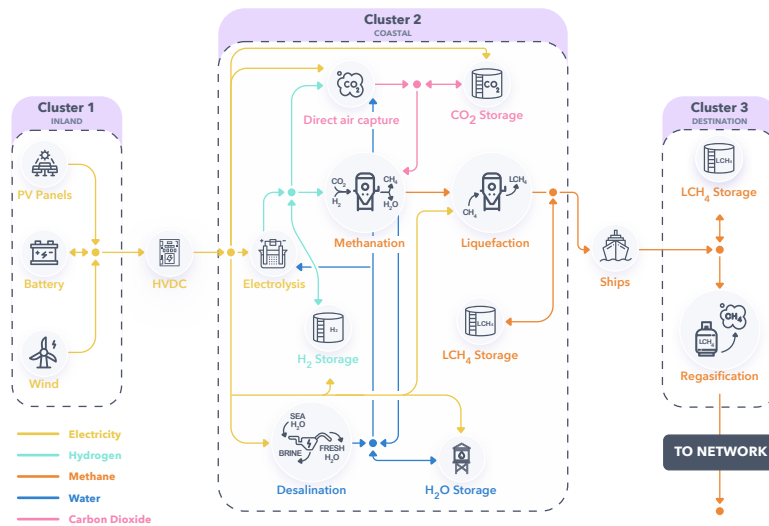 Cluster 1
INLAND
PV Panels
Battery
Wind
HVDC
Cluster 2
COASTAL
CO2
Direct air capture
CO2
CO2 Storage
CO2
H2
CH4
H2O
Methanation
CH4
LCH4
Liquefaction
Electrolysis
H2
H2 Storage
LCH4
LCH4 Storage
SEA
H2O
BRINE
FRESH
H2O
Desalination
H2O Storage
Ships
Cluster 3
DESTINATION
LCH4
LCH4 Storage
LCH4
CH4
Regasification
TO NETWORK
Electricity
Hydrogen
Methane
Water
Carbon Dioxide